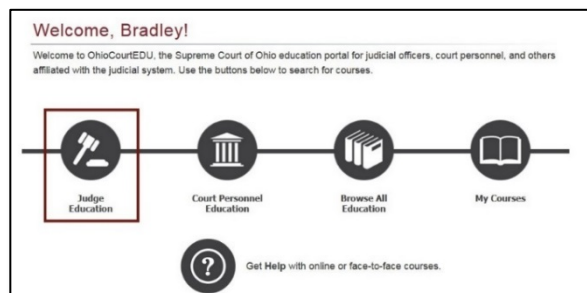 Welcome, Bradley!
Welcome to OhioCourtEDU, the Supreme Court of Ohio education portal for judicial officers, court personnel, and others
affiliated with the judicial system. Use the buttons below to search for courses.
Judge
Education
Court Personnel
Education
Browse All
Education
My Courses
?
Get Help with online or face-to-face courses.